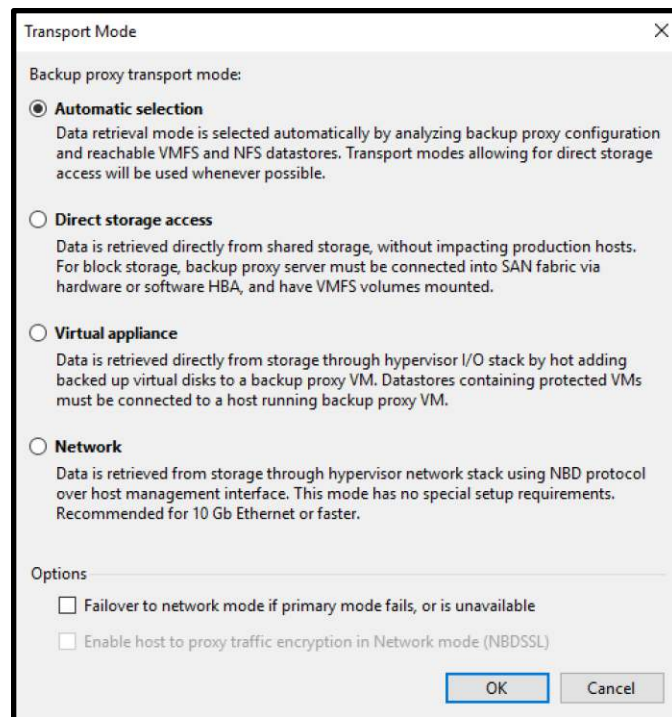 Transport Mode
Backup proxy transport mode:
Automatic selection
Data retrieval mode is selected automatically by analyzing backup proxy configuration
and reachable VMFS and NFS datastores. Transport modes allowing for direct storage
access will be used whenever possible.
Direct storage access
Data is retrieved directly from shared storage, without impacting production hosts.
For block storage, backup proxy server must be connected into SAN fabric via
hardware or software HBA, and have VMFS volumes mounted.
Virtual appliance
Data is retrieved directly from storage through hypervisor I/O stack by hot adding
backed up virtual disks to a backup proxy VM. Datastores containing protected VMs
must be connected to a host running backup proxy VM.
Network
Data is retrieved from storage through hypervisor network stack using NBD protocol
over host management interface. This mode has no special setup requirements.
Recommended for 10 Gb Ethernet or faster.
Options
Failover to network mode if primary mode fails, or is unavailable
Enable host to proxy traffic encryption in Network mode (NBDSSL)
OK Cancel